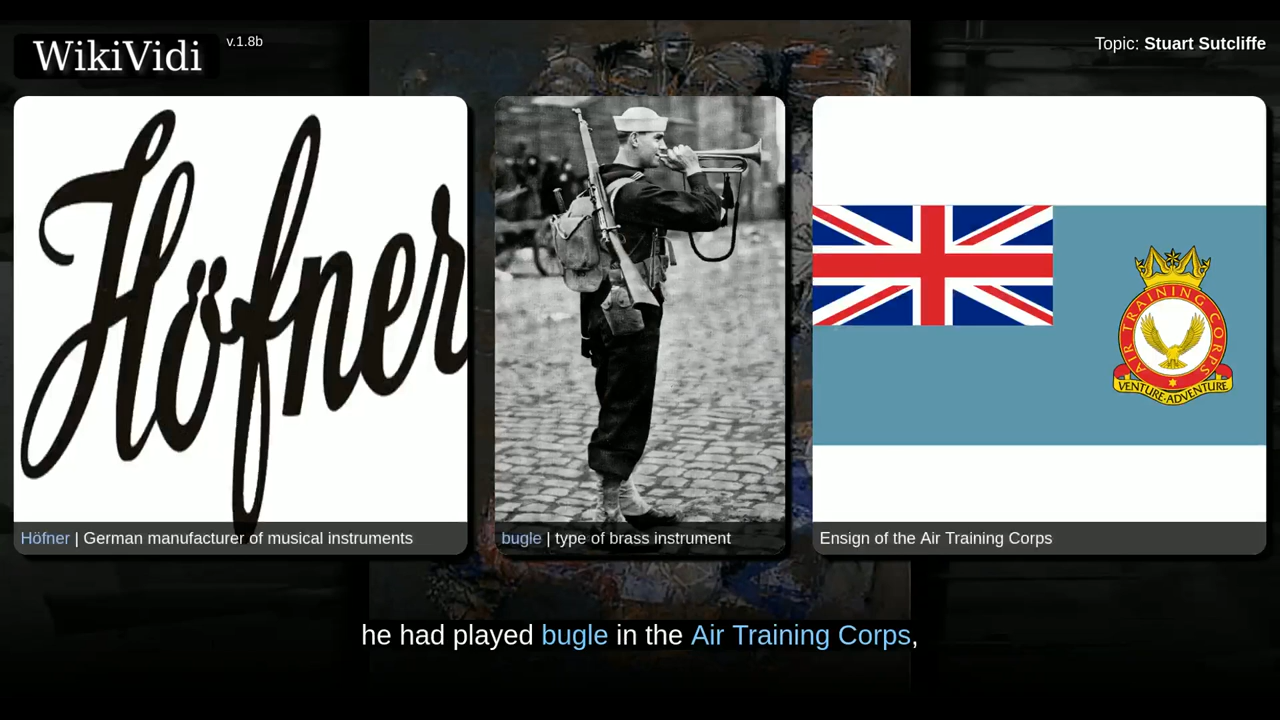 WikiVidi
v.1.8b
Topic: Stuart Sutcliffe
Höfner
AIR TRAINING CORPS
VENTURE ADVENTURE
Höfner | German manufacturer of musical instruments
bugle | type of brass instrument
Ensign of the Air Training Corps
he had played bugle in the Air Training Corps,